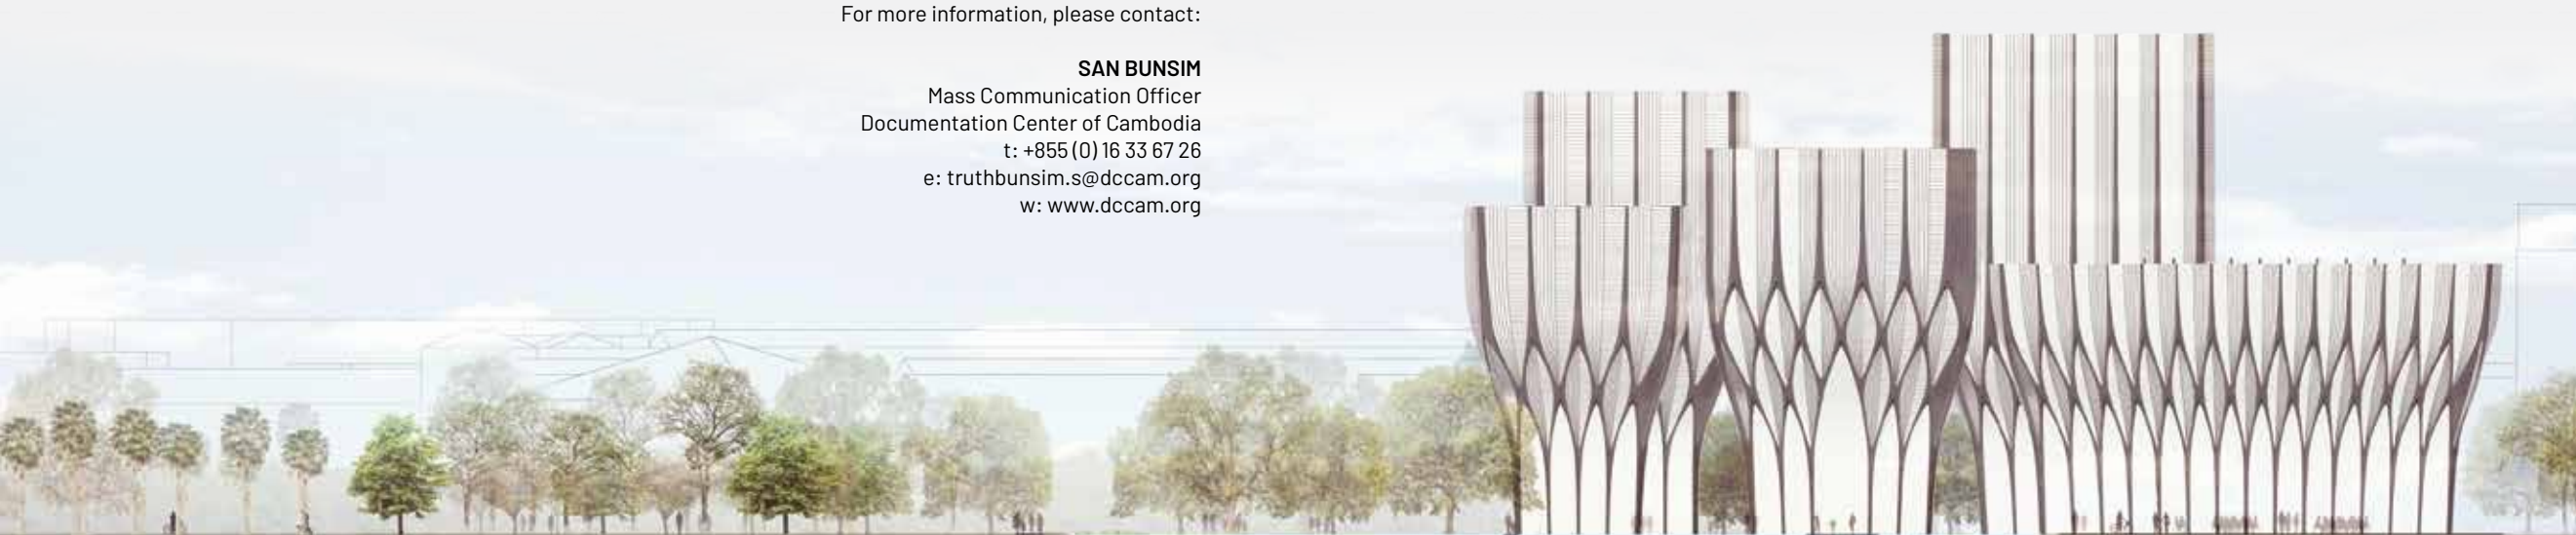 For more information, please contact:
SAN BUNSIM
Mass Communication Officer
Documentation Center of Cambodia
t: +855 (0) 16 33 67 26
e: truthbunsim.s@dccam.org
w: www.dccam.org